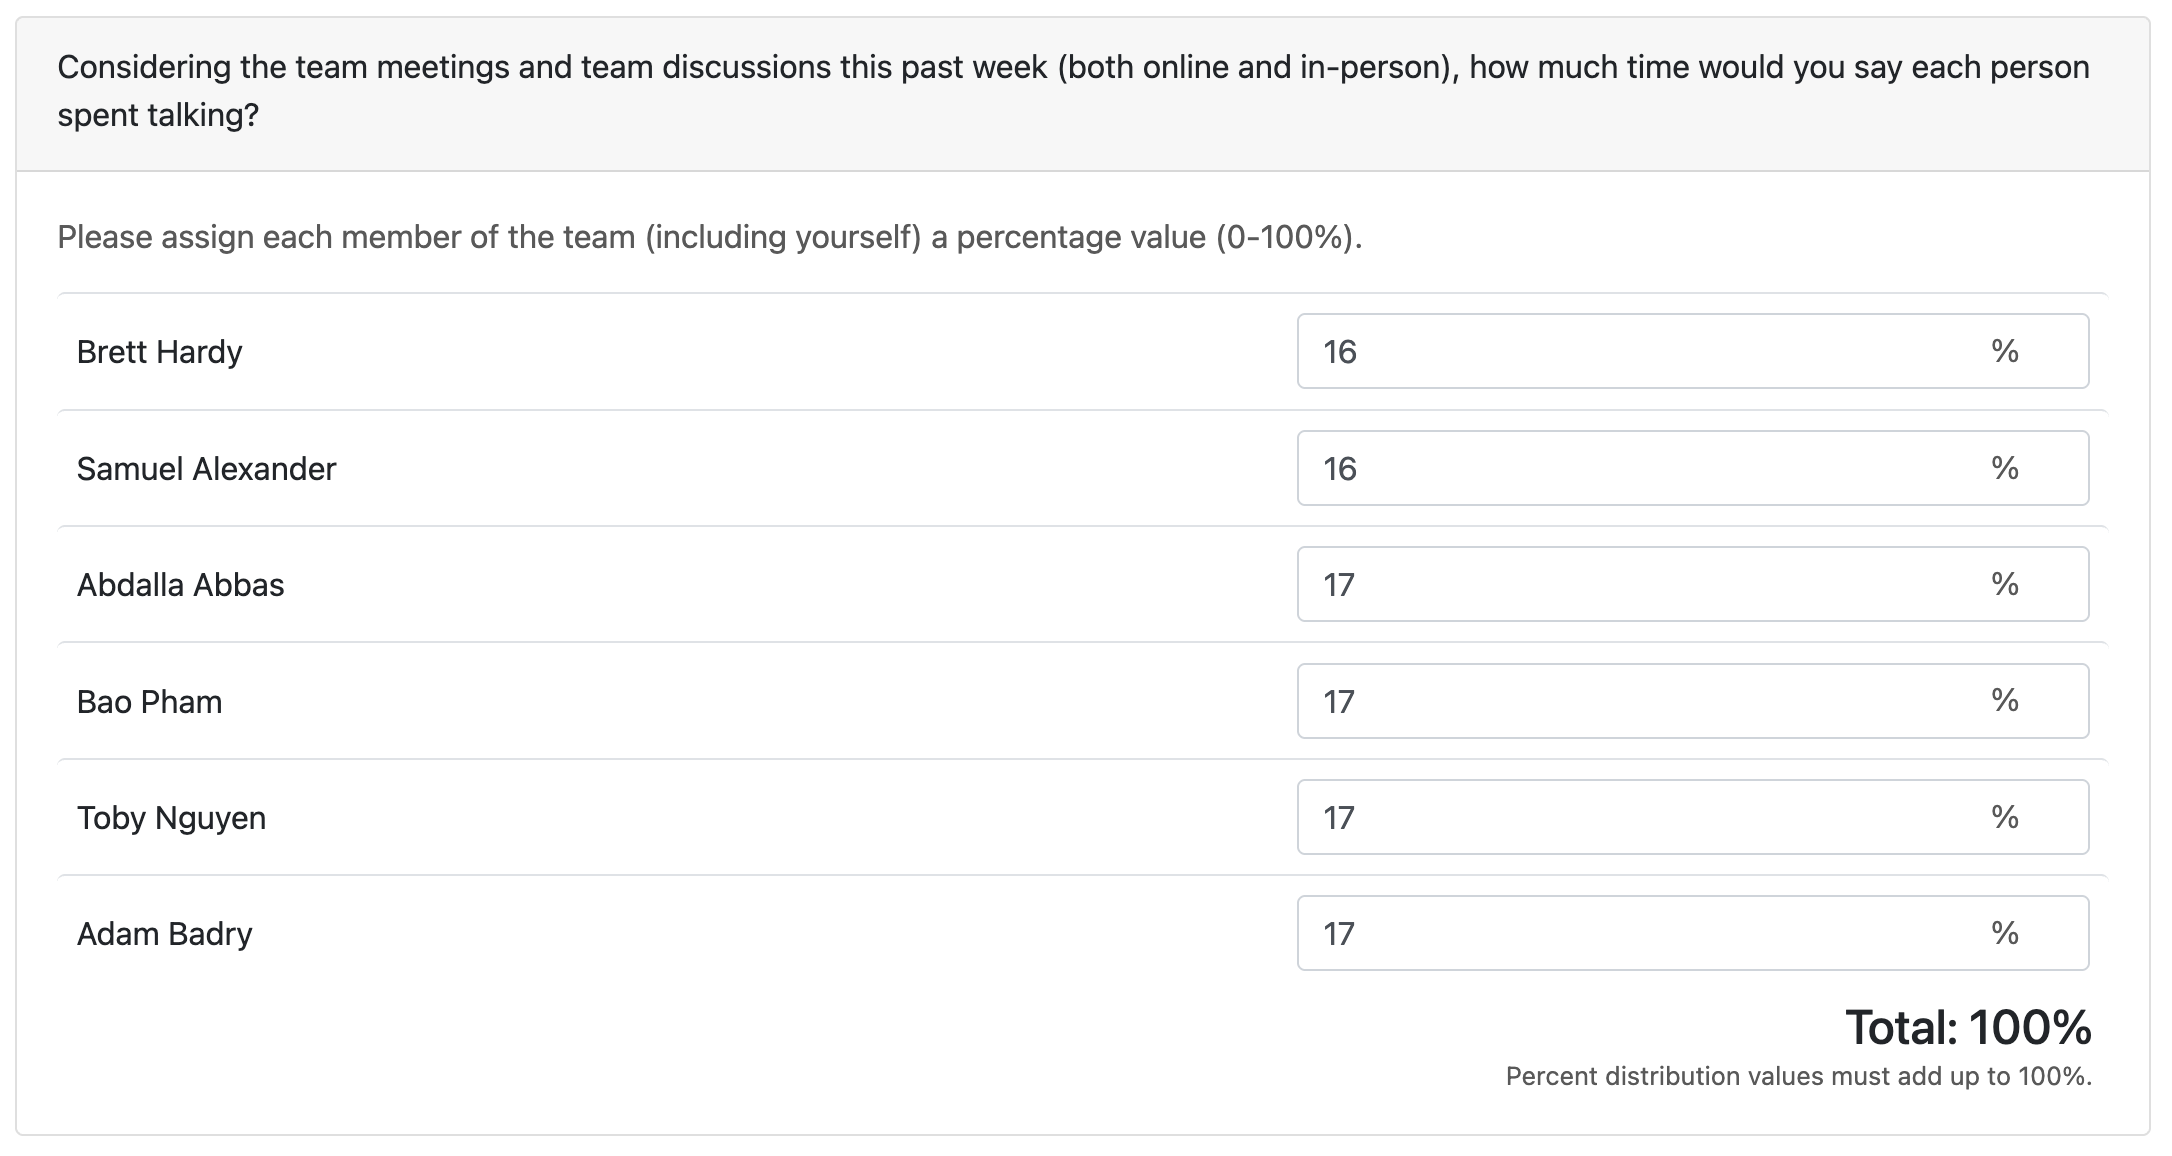 Considering the team meetings and team discussions this past week (both online and in-person), how much time would you say each person
spent talking?
Please assign each member of the team (including yourself) a percentage value (0-100%).
Brett Hardy 16 %
Samuel Alexander 16 %
Abdalla Abbas 17 %
Bao Pham 17 %
Toby Nguyen 17 %
Adam Badry 17 %
Total: 100%
Percent distribution values must add up to 100%.